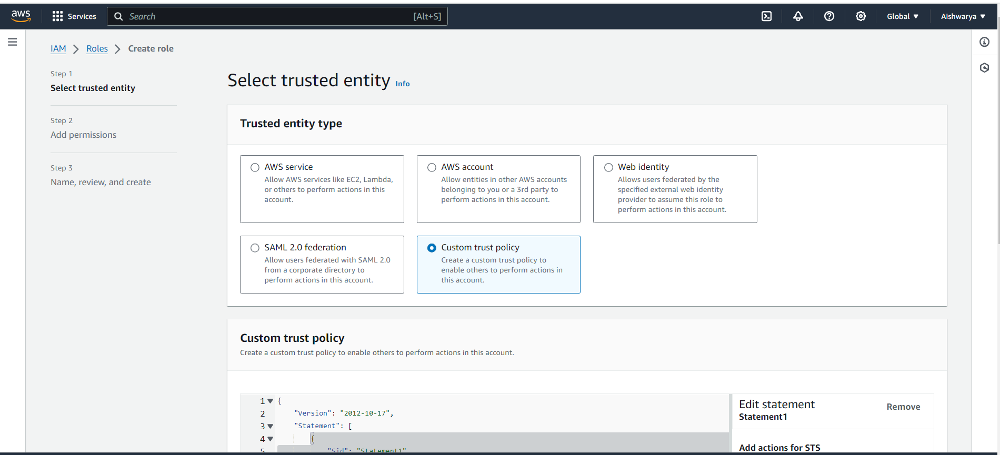 aws
Services
Search
[Alt+S]
Global
Aishwarya
IAM
Roles
Create role
Step 1
Select trusted entity
Step 2
Add permissions
Step 3
Name, review, and create
Select trusted entity Info
Trusted entity type
AWS service
Allow AWS services like EC2, Lambda,
or others to perform actions in this
account.
AWS account
Allow entities in other AWS accounts
belonging to you or a 3rd party to
perform actions in this account.
Web identity
Allows users federated by the
specified external web identity
provider to assume this role to
perform actions in this account.
SAML 2.0 federation
Allow users federated with SAML 2.0
from a corporate directory to
perform actions in this account.
Custom trust policy
Create a custom trust policy to
enable others to perform actions in
this account.
Custom trust policy
Create a custom trust policy to enable others to perform actions in this account.
1 {
2 "Version": "2012-10-17",
3 "Statement": [
4 {
5 "Sid": "Statement1"
Edit statement
Remove
Statement1
Add actions for STS